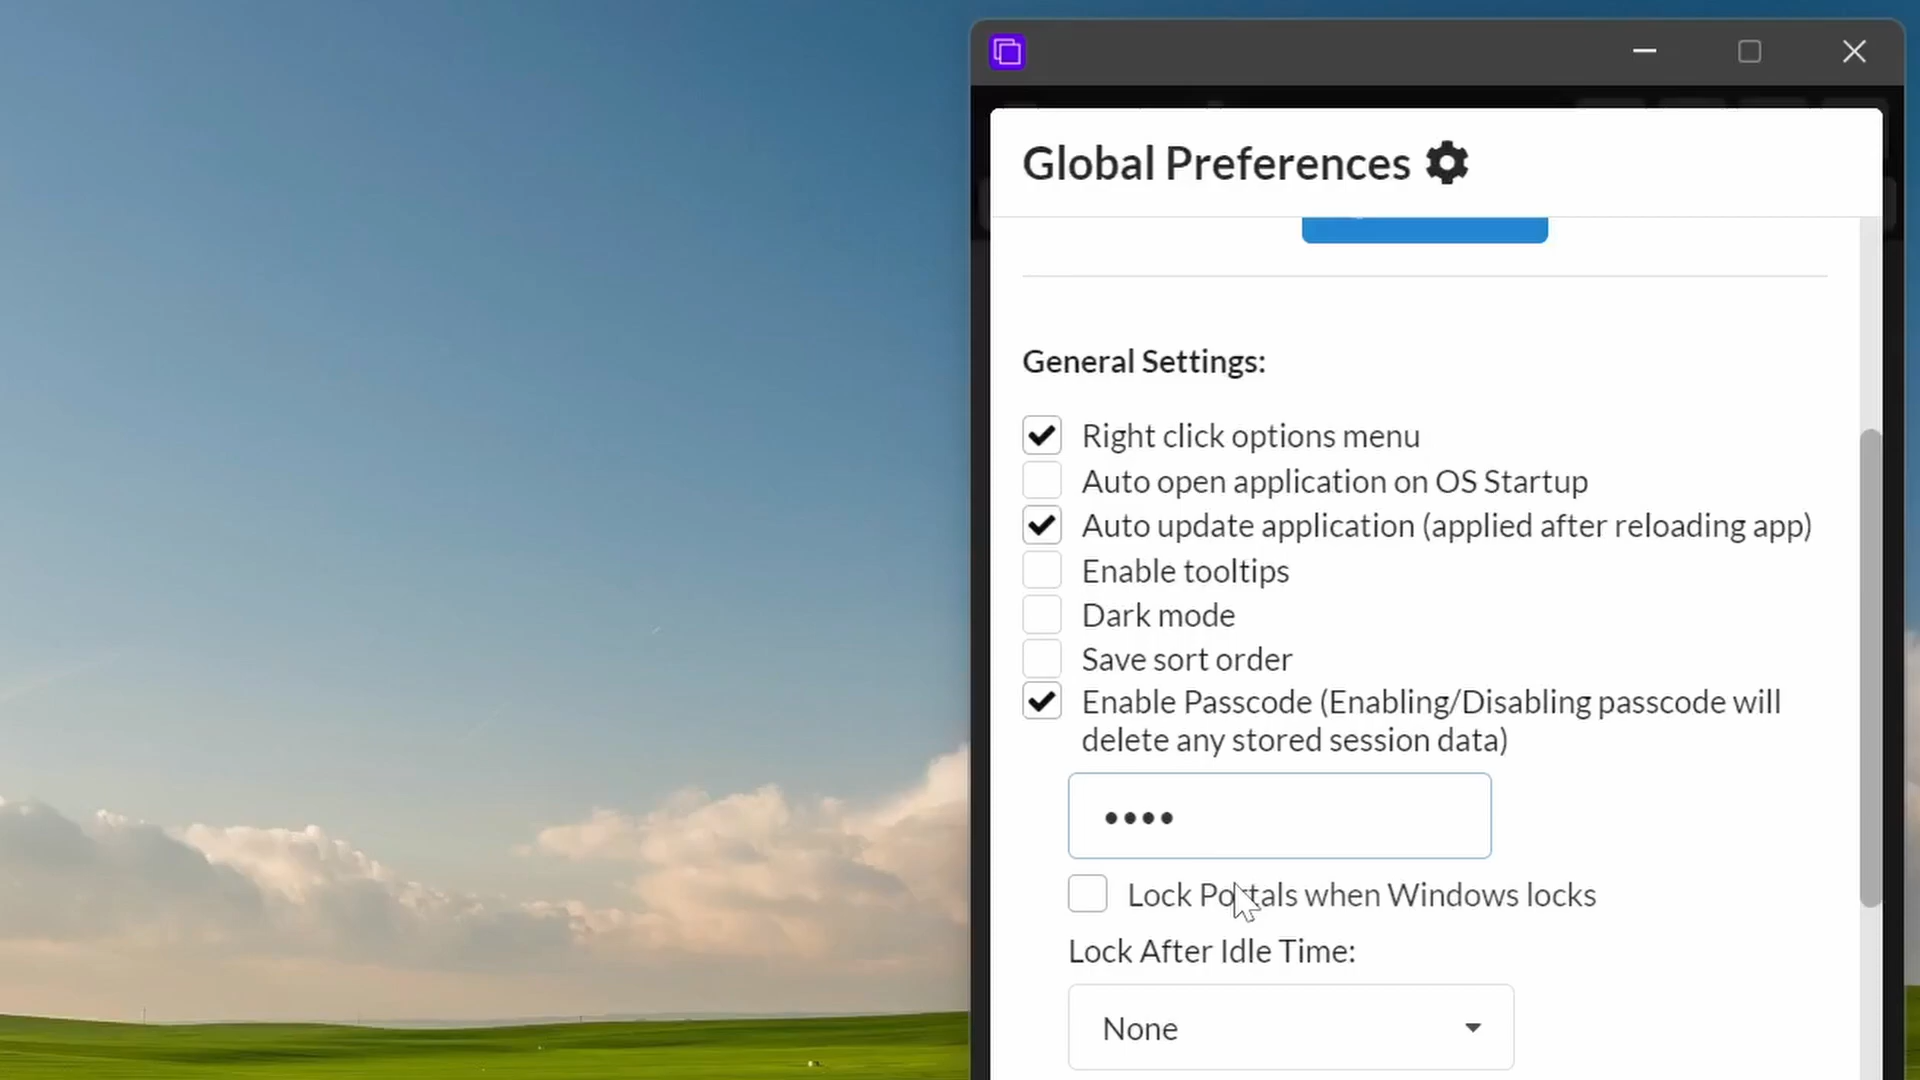 Global Preferences
General Settings:
Right click options menu
Auto open application on OS Startup
Auto update application (applied after reloading app)
Enable tooltips
Dark mode
Save sort order
Enable Passcode (Enabling/Disabling passcode will
delete any stored session data)
••••
Lock Portals when Windows locks
Lock After Idle Time:
None